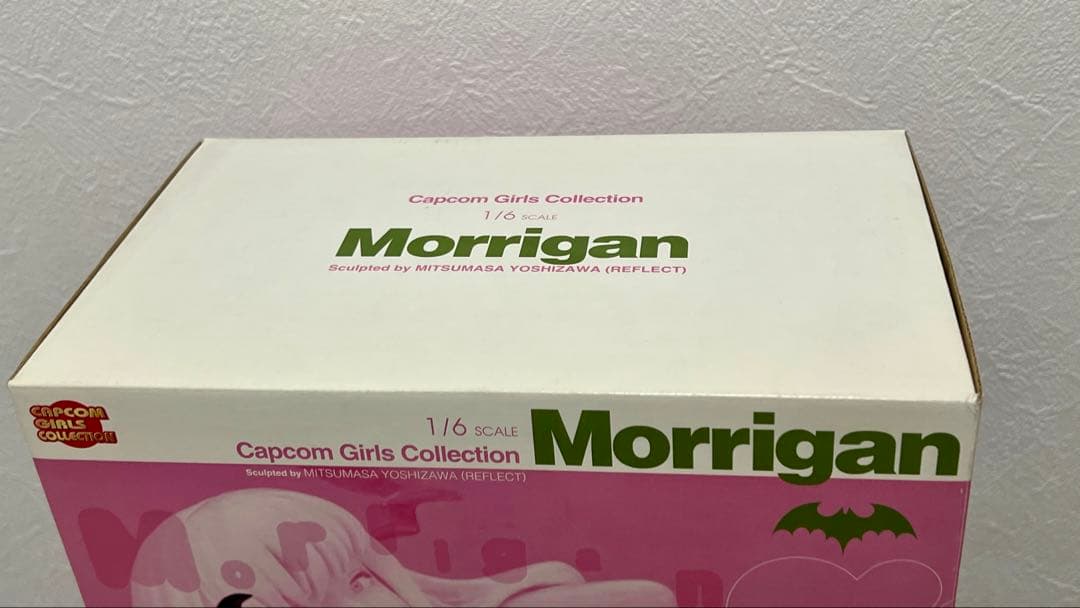 Capcom Girls Collection
1/6 SCALE
Morrigan
Sculpted by MITSUMASA YOSHIZAWA (REFLECT)
CAPCOM
GIRLS
COLLECTION
1/6 SCALE
Capcom Girls Collection
Morrigan
Sculpted by MITSUMASA YOSHIZAWA (REFLECT)
Morrigan